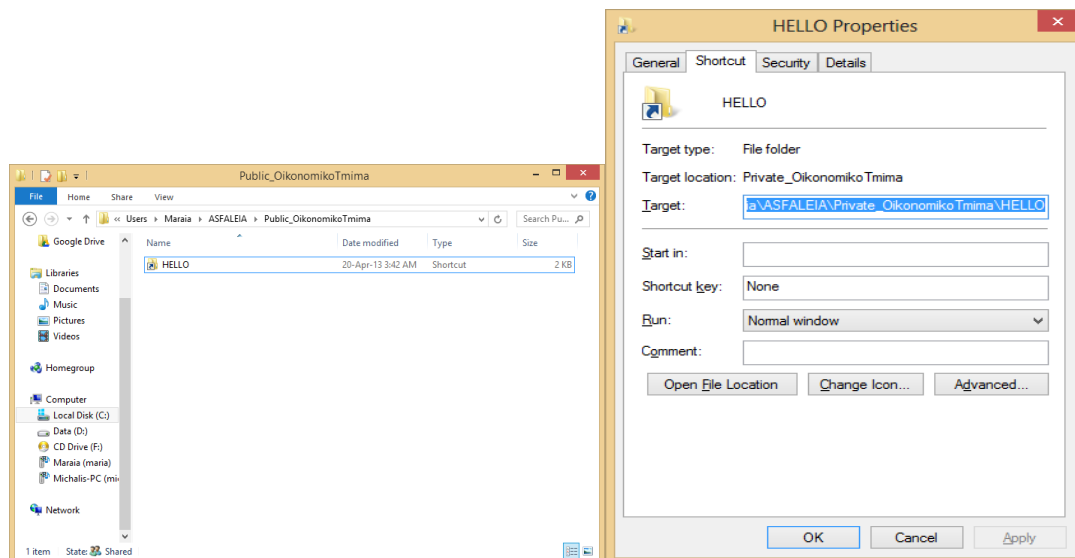 Public_OikonomikoTmima
File Home Share View
« Users ▸ Maraia ▸ ASFALEIA ▸ Public_OikonomikoTmima
Search Pu...
Google Drive
Libraries
Documents
Music
Pictures
Videos
Homegroup
Computer
Local Disk (C:)
Data (D:)
CD Drive (F:)
Maraia (maria)
Michalis-PC (mi
Network
Name Date modified Type Size
HELLO 20-Apr-13 3:42 AM Shortcut 2 KB
1 item State: Shared
HELLO Properties
General Shortcut Security Details
HELLO
Target type: File folder
Target location: Private_OikonomikoTmima
Target: a\ASFALEIA\Private_OikonomikoTmima\HELLO
Start in:
Shortcut key: None
Run: Normal window
Comment:
Open File Location Change Icon... Advanced...
OK Cancel Apply